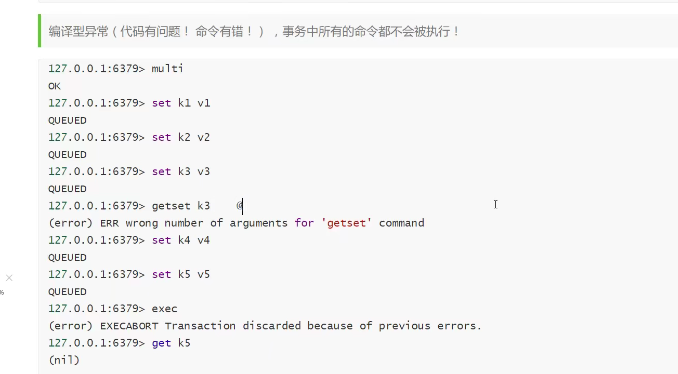 编译型异常（代码有问题！ 命令有错！），事务中所有的命令都不会被执行！
127.0.0.1:6379> multi
OK
127.0.0.1:6379> set k1 v1
QUEUED
127.0.0.1:6379> set k2 v2
QUEUED
127.0.0.1:6379> set k3 v3
QUEUED
127.0.0.1:6379> getset k3    @
(error) ERR wrong number of arguments for 'getset' command
127.0.0.1:6379> set k4 v4
QUEUED
127.0.0.1:6379> set k5 v5
QUEUED
127.0.0.1:6379> exec
(error) EXECABORT Transaction discarded because of previous errors.
127.0.0.1:6379> get k5
(nil)
%